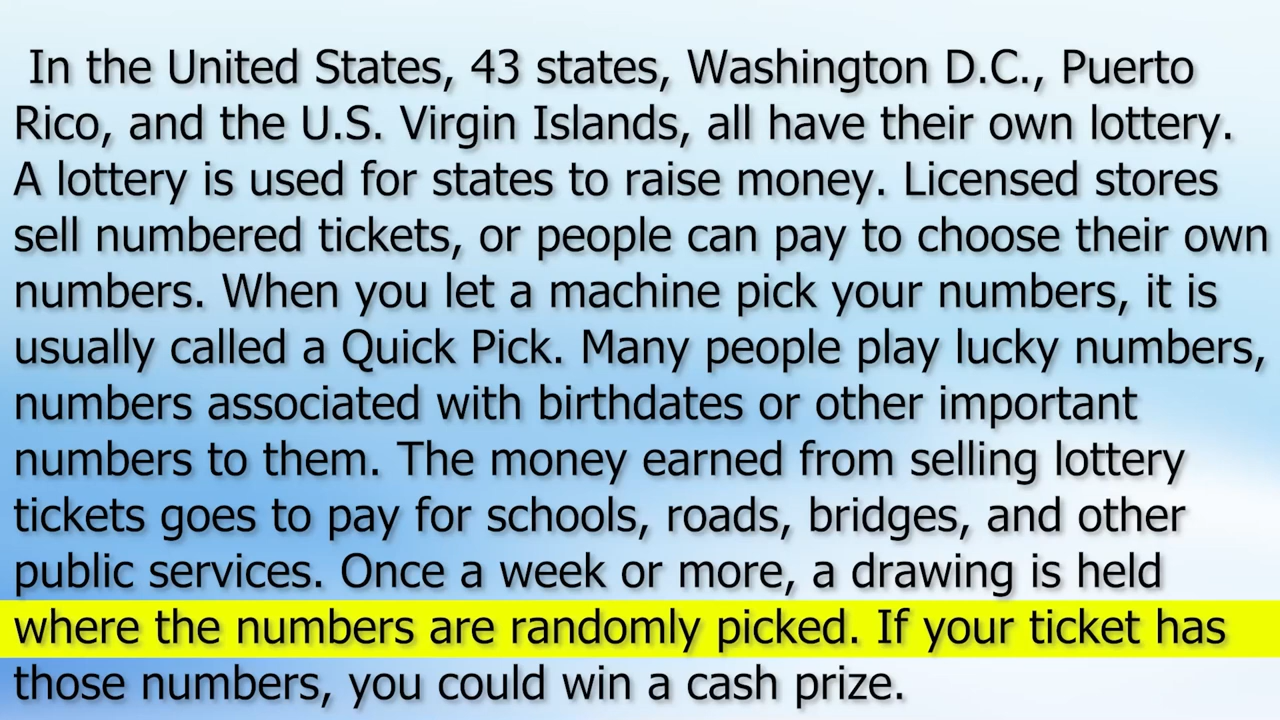 In the United States, 43 states, Washington D.C., Puerto
Rico, and the U.S. Virgin Islands, all have their own lottery.
A lottery is used for states to raise money. Licensed stores
sell numbered tickets, or people can pay to choose their own
numbers. When you let a machine pick your numbers, it is
usually called a Quick Pick. Many people play lucky numbers,
numbers associated with birthdates or other important
numbers to them. The money earned from selling lottery
tickets goes to pay for schools, roads, bridges, and other
public services. Once a week or more, a drawing is held
where the numbers are randomly picked. If your ticket has
those numbers, you could win a cash prize.